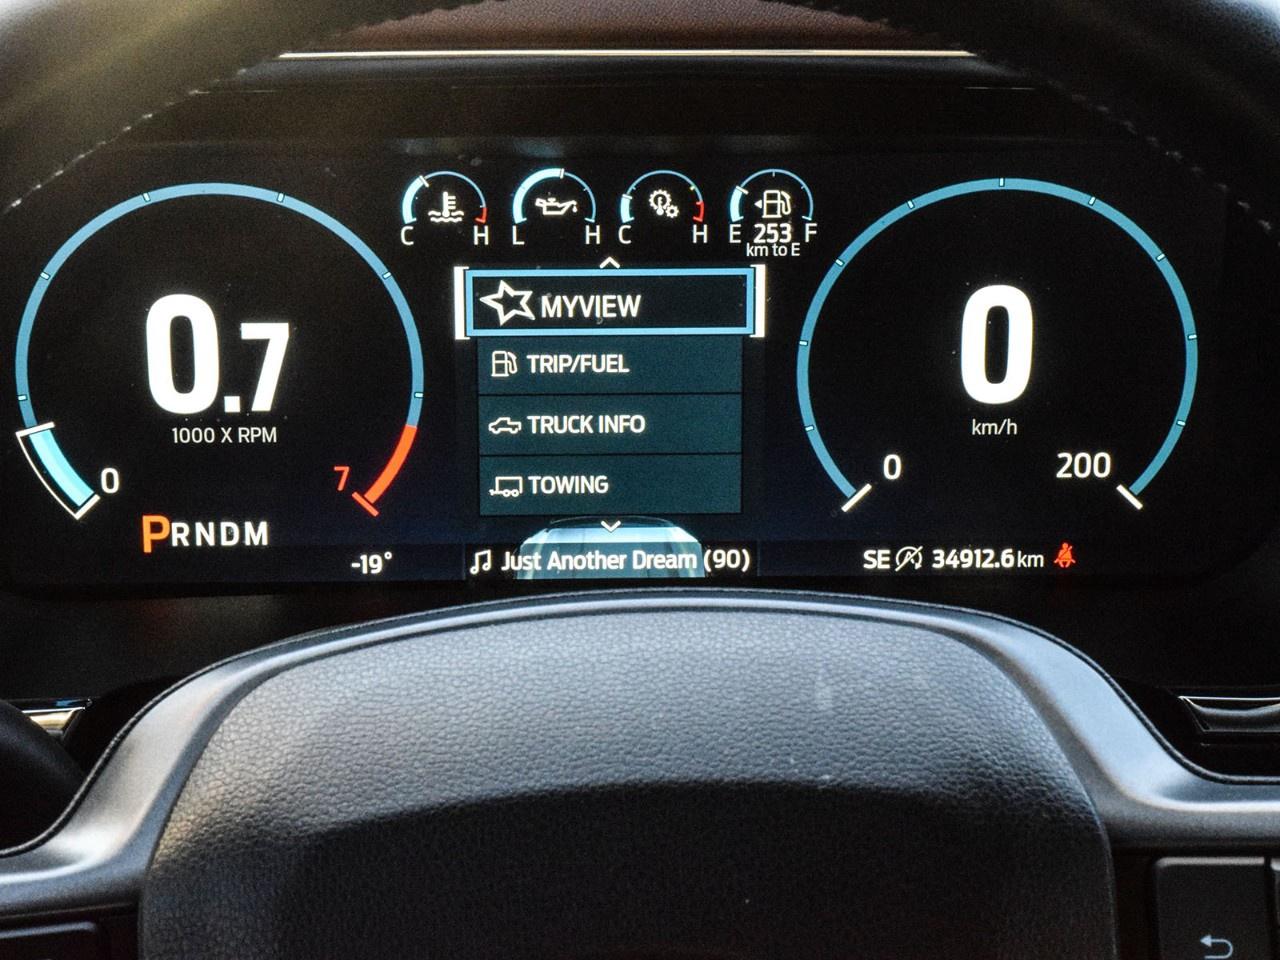 C H
L H
C H
E 253 F
km to E
0.7
1000 X RPM
0
7
PRNDM
-19°
MYVIEW
TRIP/FUEL
TRUCK INFO
TOWING
Just Another Dream (90)
0
km/h
0
200
SE 34912.6 km